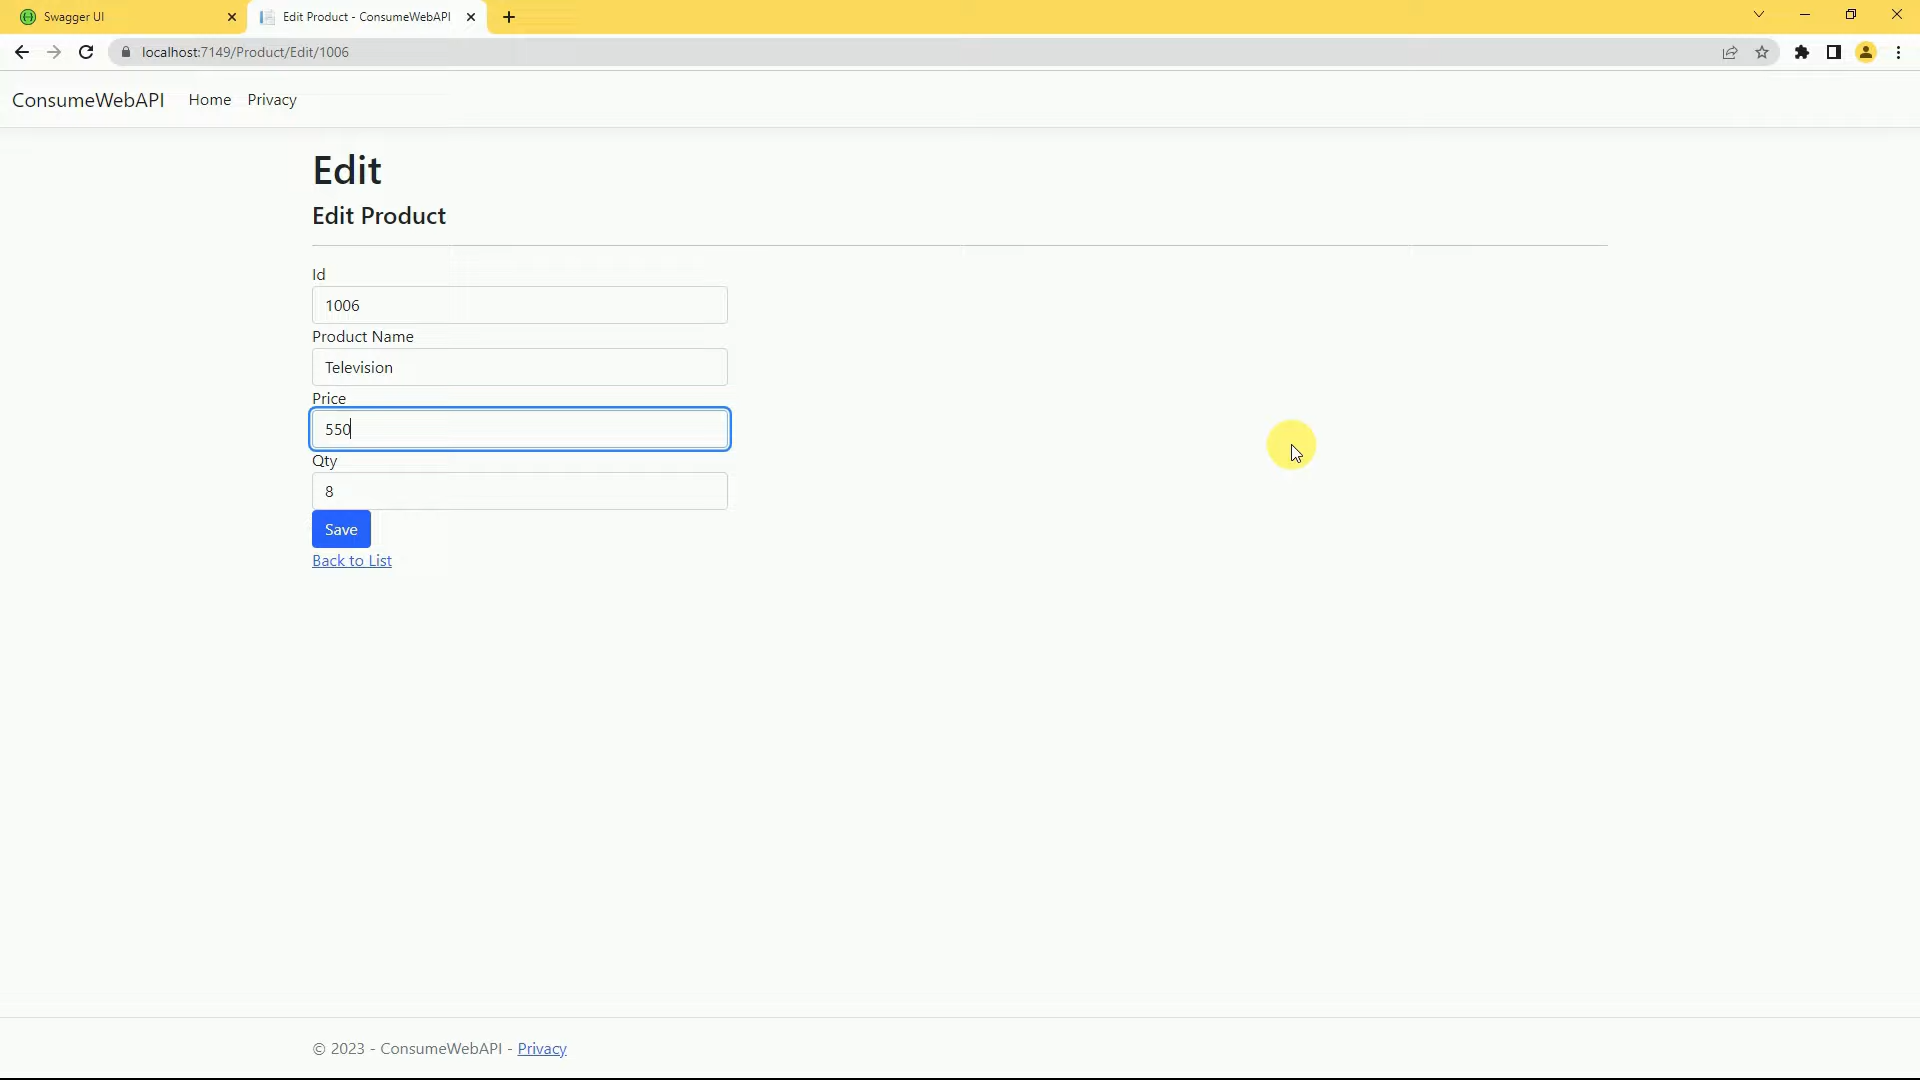 Swagger UI
Edit Product - ConsumeWebAPI
localhost:7149/Product/Edit/1006
ConsumeWebAPI Home Privacy
Edit
Edit Product
Id
1006
Product Name
Television
Price
550
Qty
8
Save
Back to List
© 2023 - ConsumeWebAPI - Privacy